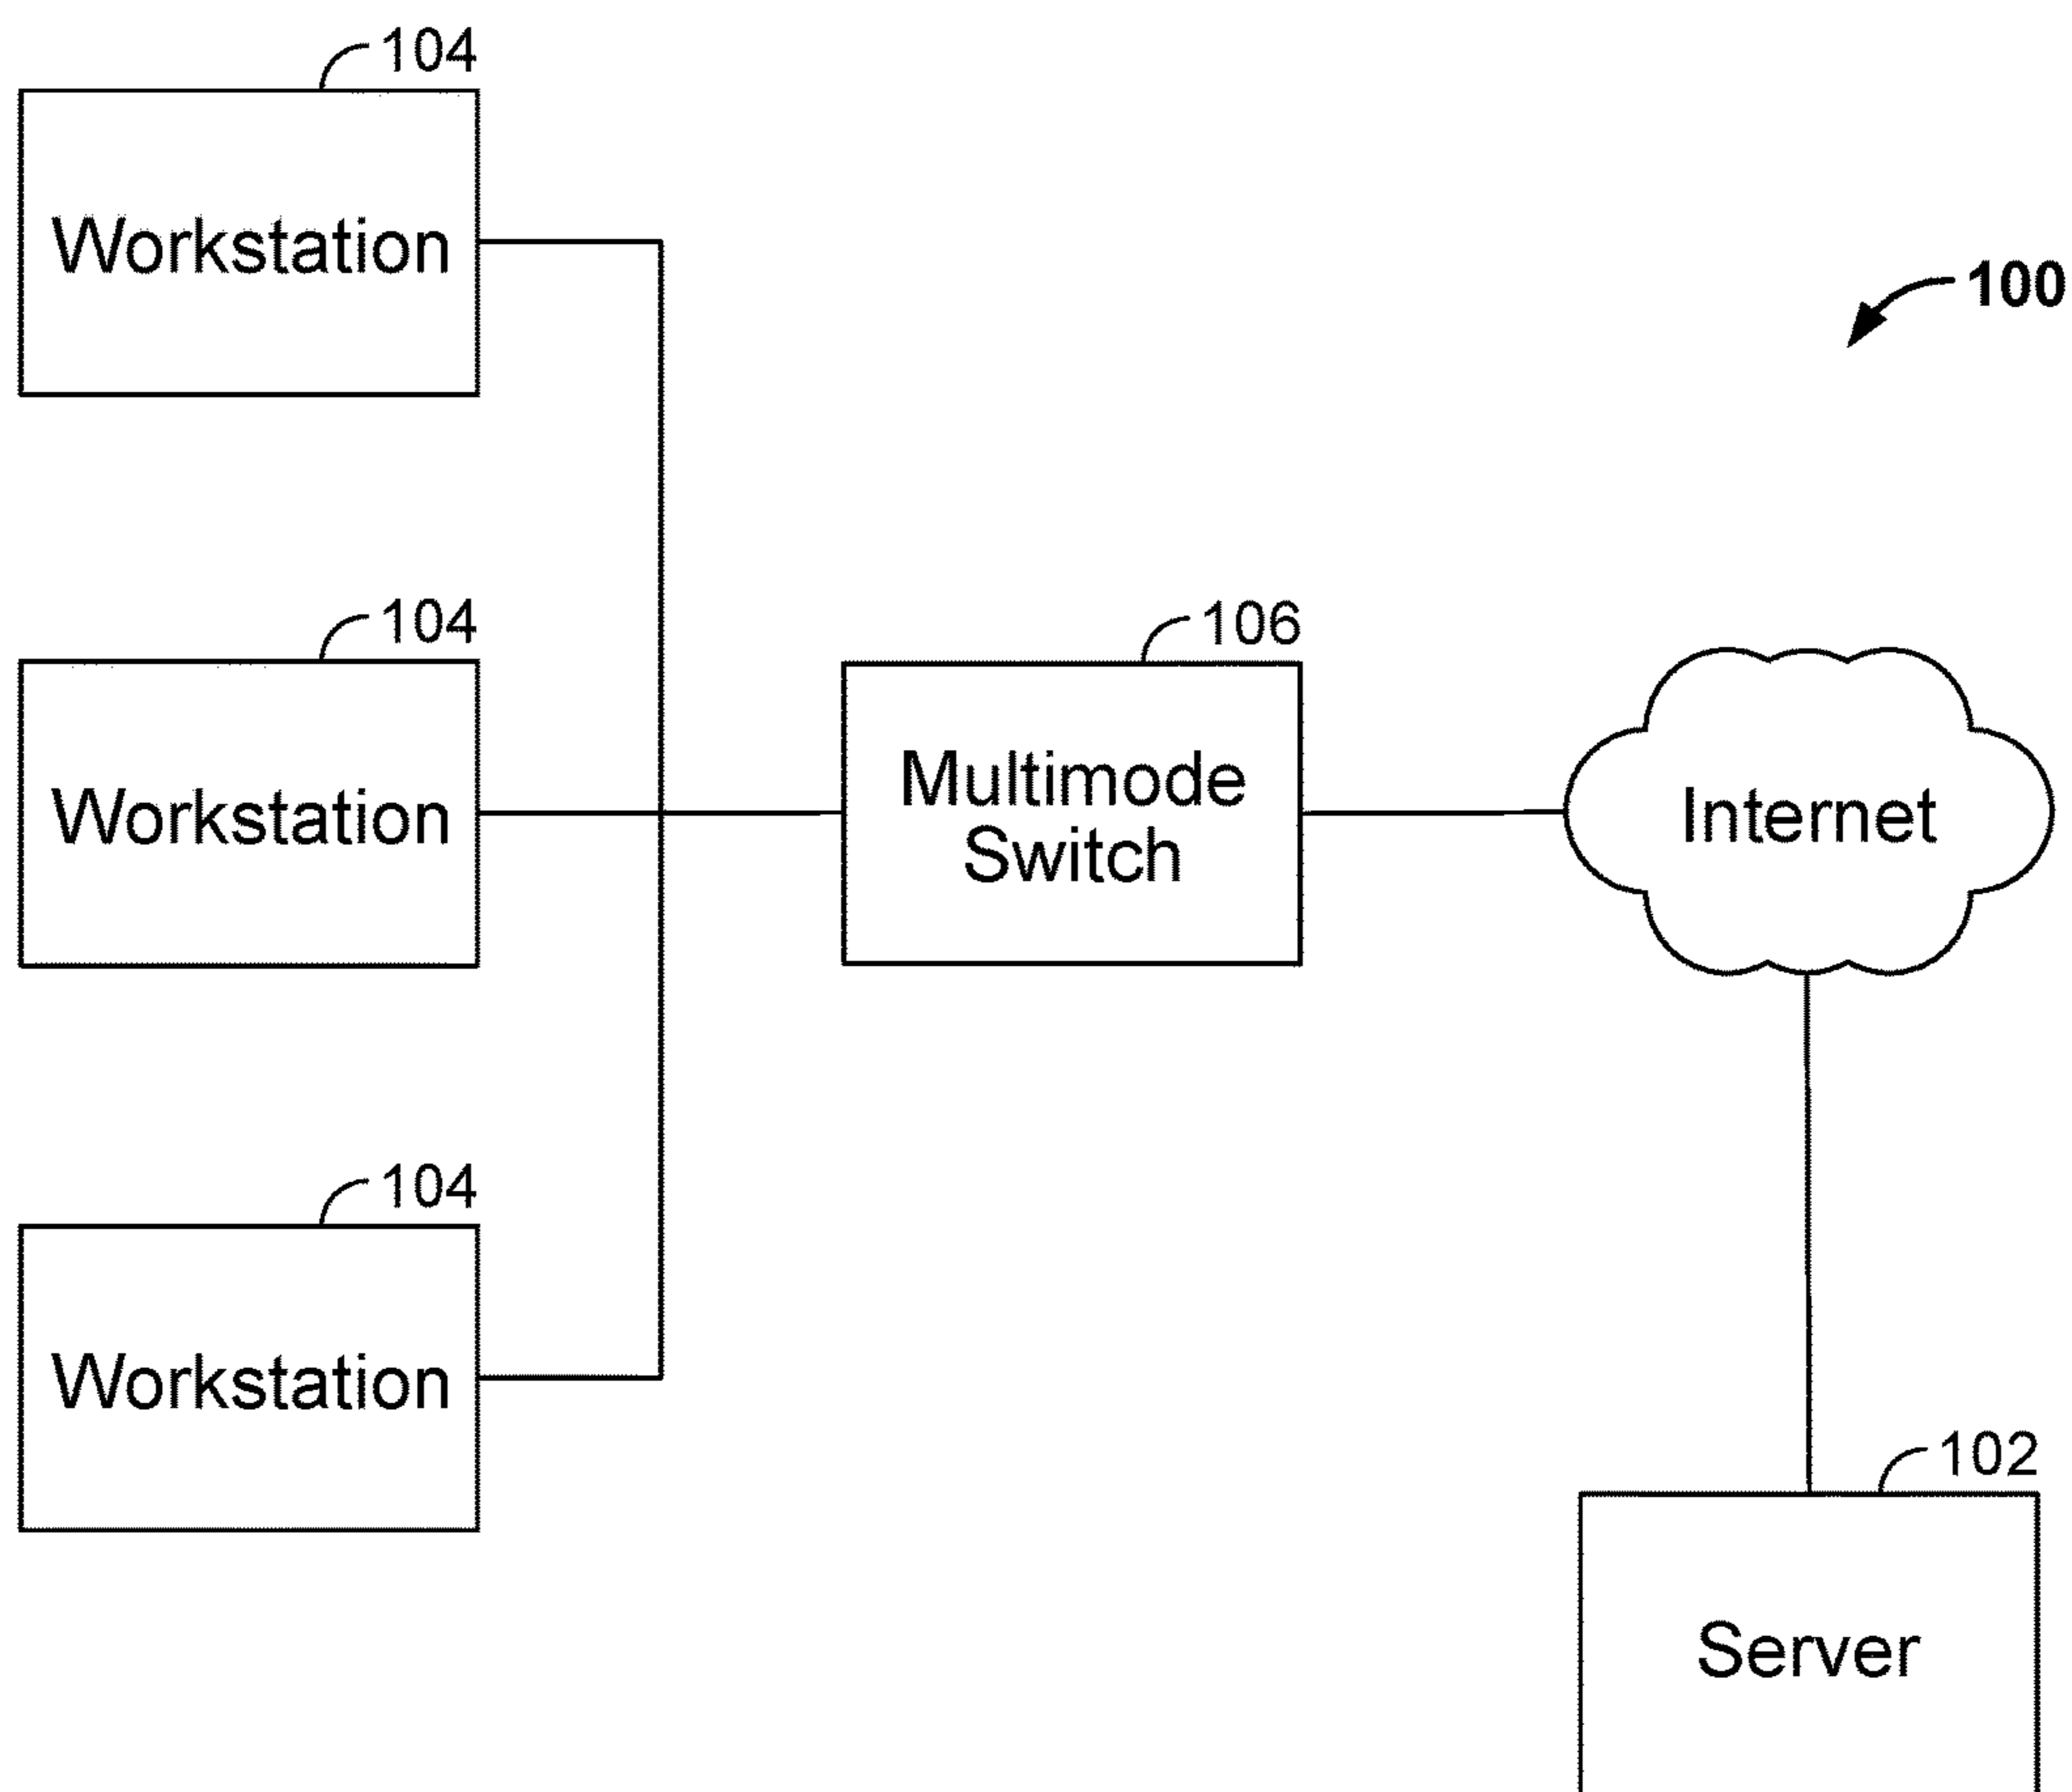 104
Workstation
100
104
Workstation
106
Multimode
Switch
Internet
104
Workstation
102
Server